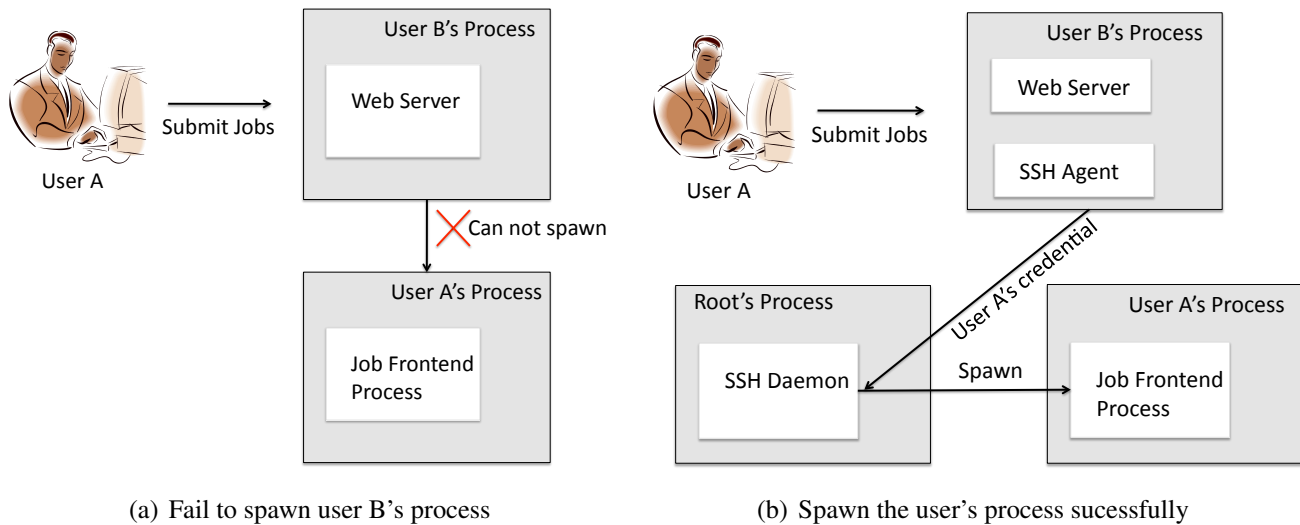 User B's Process
Web Server
Submit Jobs
User A
Can not spawn
User A's Process
Job Frontend
Process
(a) Fail to spawn user B's process
User B's Process
Web Server
Submit Jobs
SSH Agent
User A
User A's credential
Root's Process
User A's Process
SSH Daemon
Spawn
Job Frontend
Process
(b) Spawn the user's process sucessfully